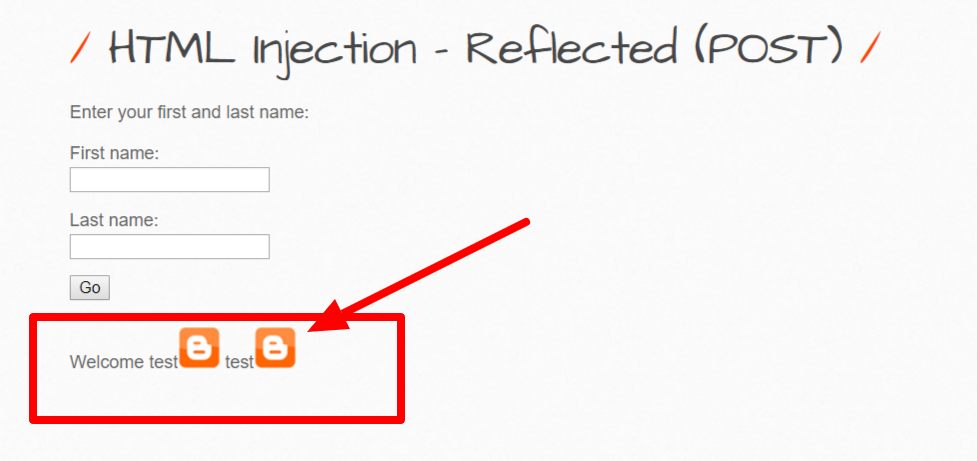 / HTML Injection - Reflected (POST) /
Enter your first and last name:
First name:
Last name:
Go
Welcome test B test B